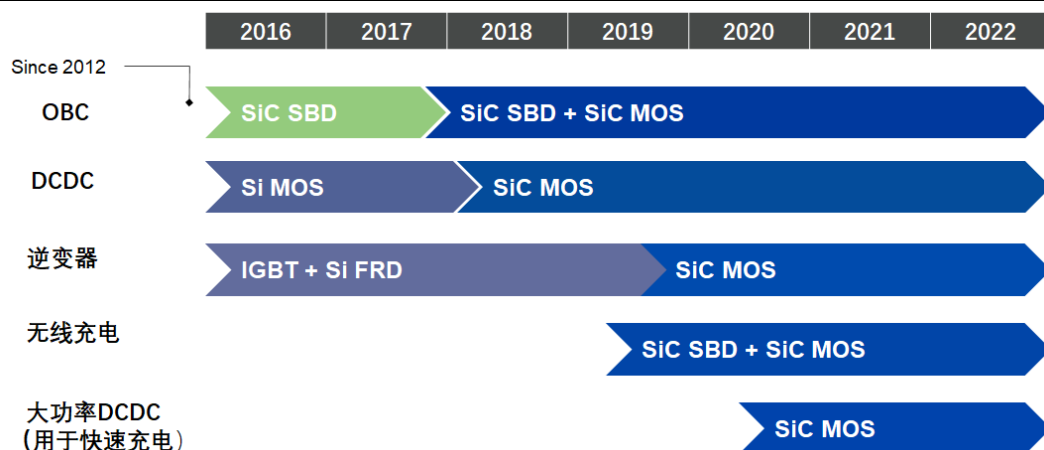 2016 2017 2018 2019 2020 2021 2022
Since 2012
OBC SiC SBD SiC SBD + SiC MOS
DCDC Si MOS SiC MOS
逆变器 IGBT + Si FRD SiC MOS
无线充电 SiC SBD + SiC MOS
大功率DCDC SiC MOS
(用于快速充电)